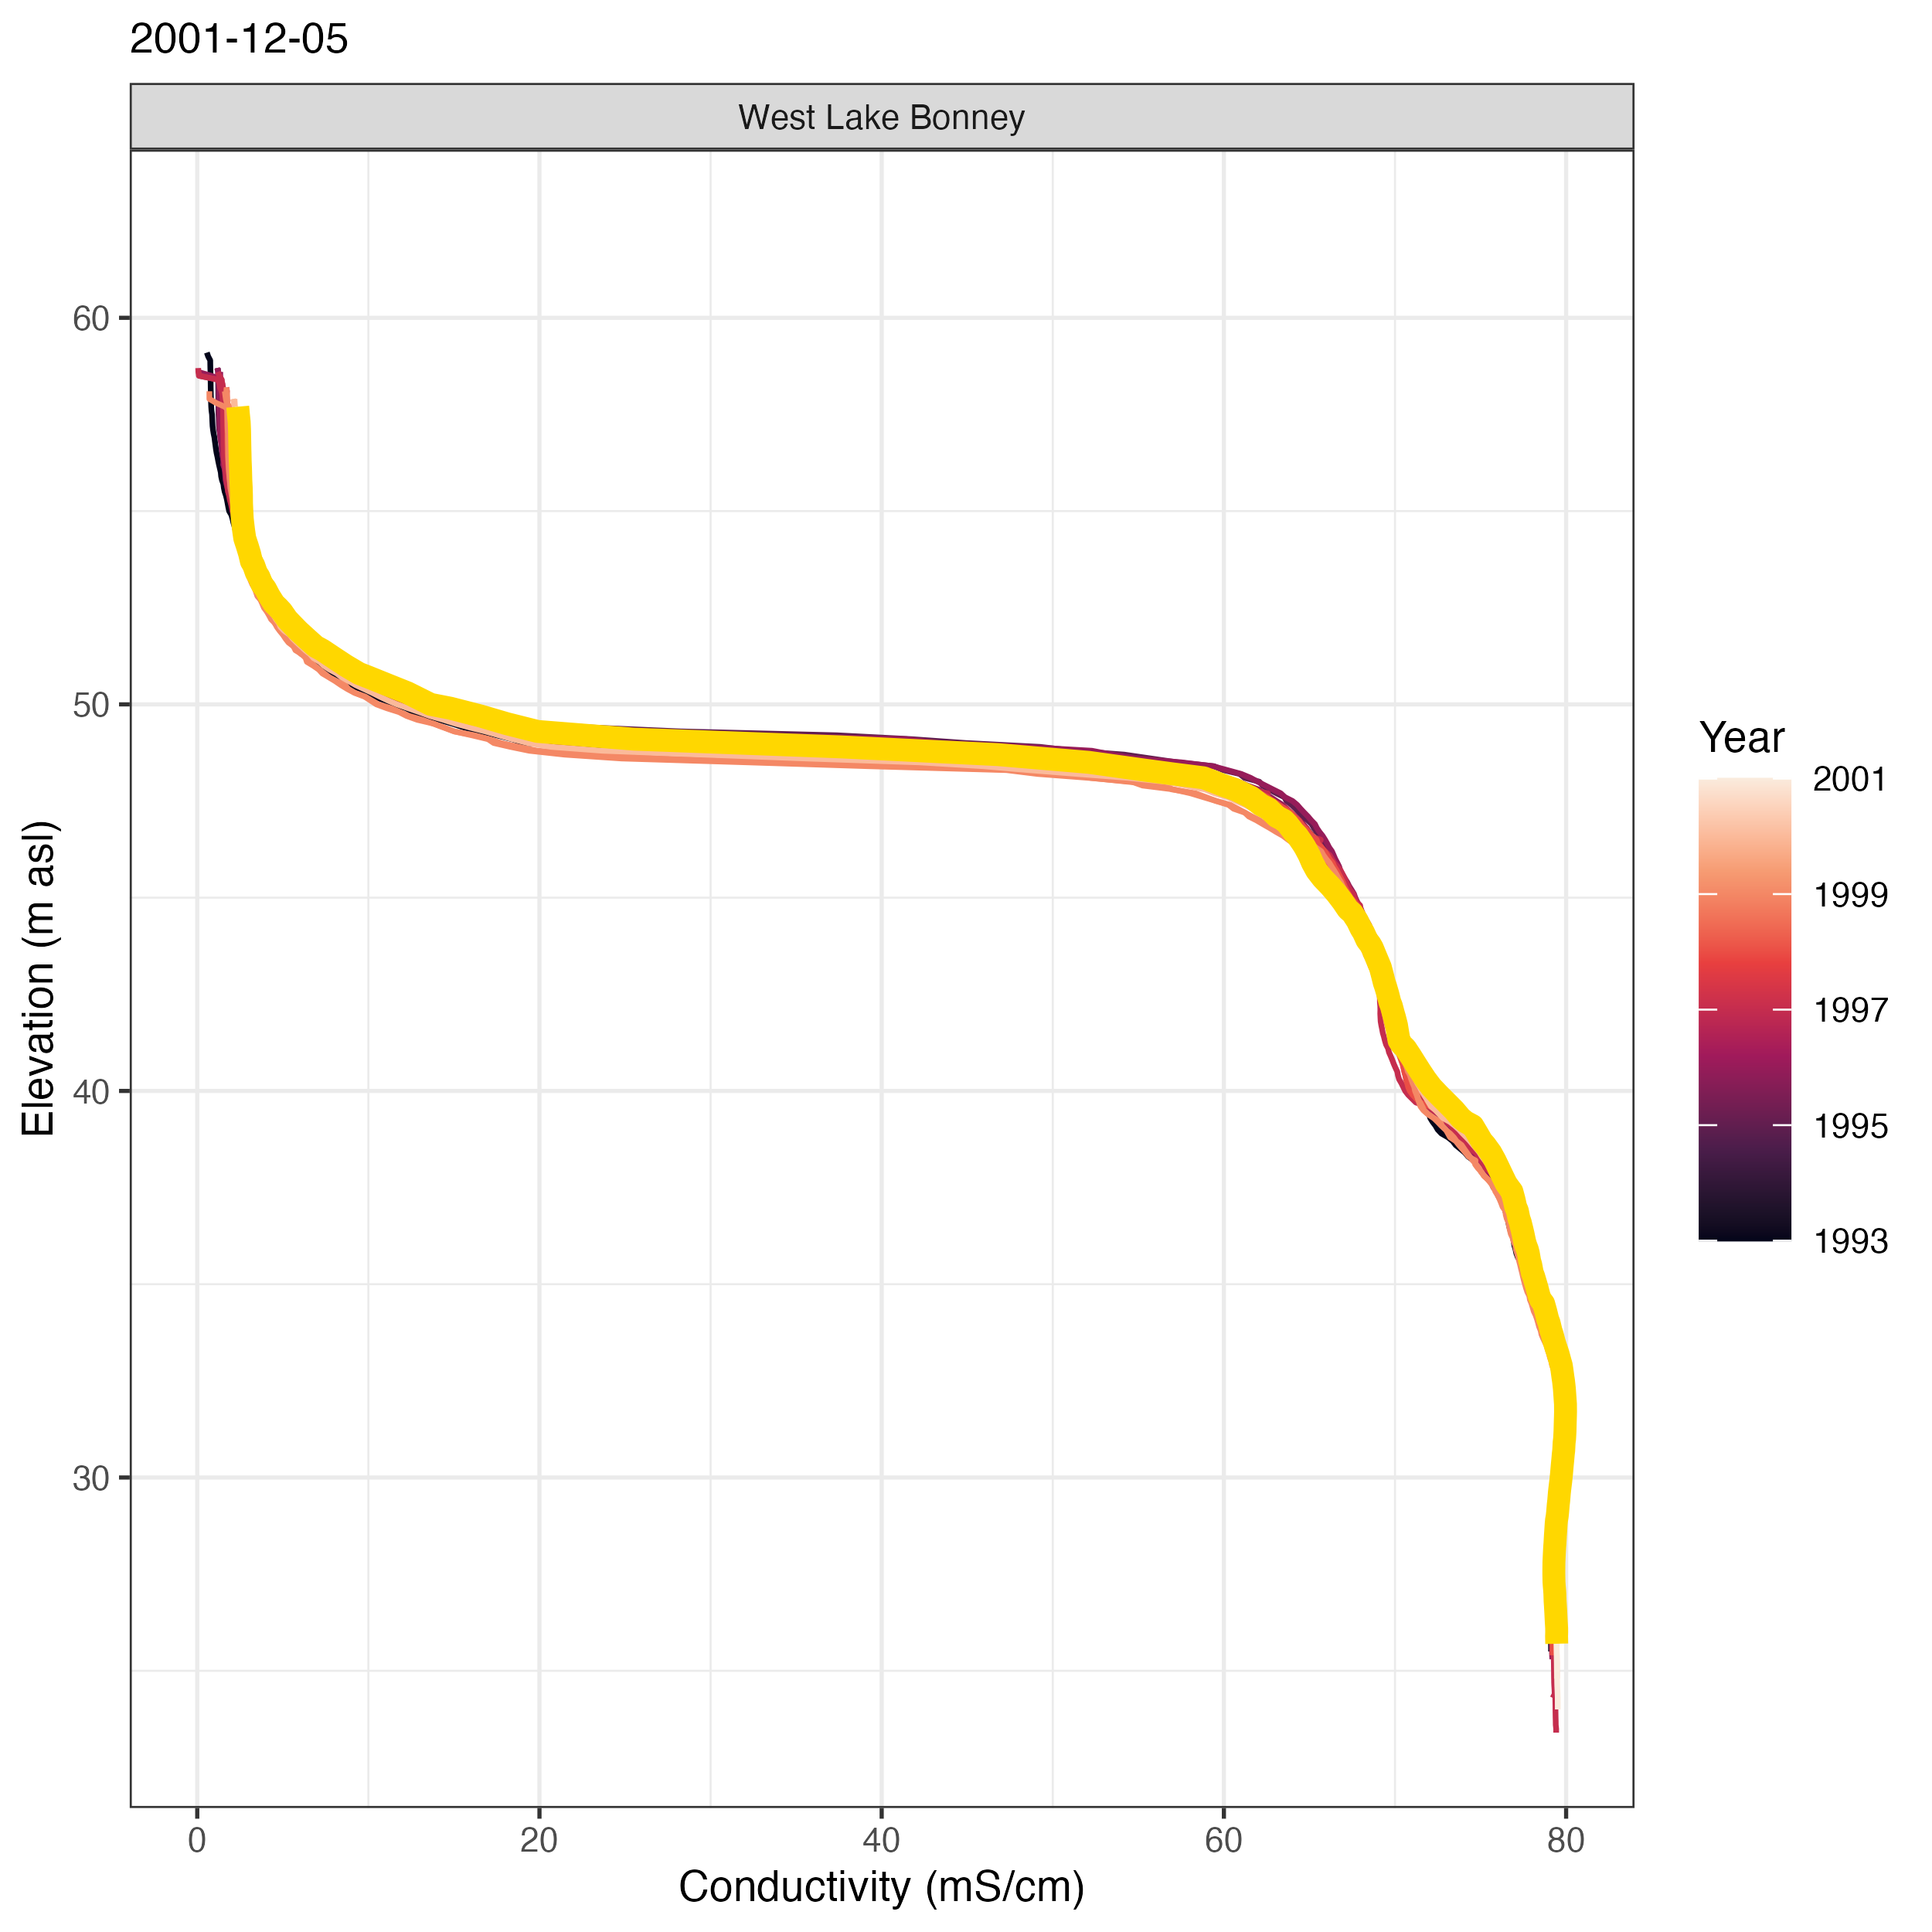 2001-12-05
West Lake Bonney
60
50
40
30
Elevation (m asl)
0 20 40 60 80
Conductivity (mS/cm)
Year
2001
1999
1997
1995
1993